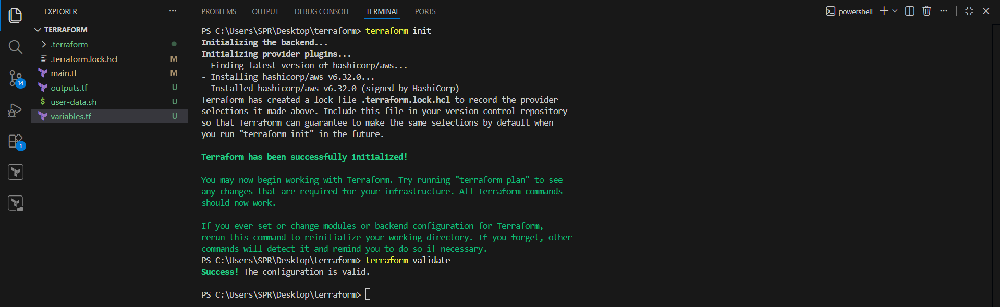 EXPLORER
TERRAFORM
.terraform
.terraform.lock.hcl M
main.tf M
outputs.tf U
$ user-data.sh U
variables.tf U
14
1
PROBLEMS OUTPUT DEBUG CONSOLE TERMINAL PORTS
powershell
PS C:\Users\SPR\Desktop\terraform> terraform init
Initializing the backend...
Initializing provider plugins...
- Finding latest version of hashicorp/aws...
- Installing hashicorp/aws v6.32.0...
- Installed hashicorp/aws v6.32.0 (signed by HashiCorp)
Terraform has created a lock file .terraform.lock.hcl to record the provider
selections it made above. Include this file in your version control repository
so that Terraform can guarantee to make the same selections by default when
you run "terraform init" in the future.
Terraform has been successfully initialized!
You may now begin working with Terraform. Try running "terraform plan" to see
any changes that are required for your infrastructure. All Terraform commands
should now work.
If you ever set or change modules or backend configuration for Terraform,
rerun this command to reinitialize your working directory. If you forget, other
commands will detect it and remind you to do so if necessary.
PS C:\Users\SPR\Desktop\terraform> terraform validate
Success! The configuration is valid.
PS C:\Users\SPR\Desktop\terraform>